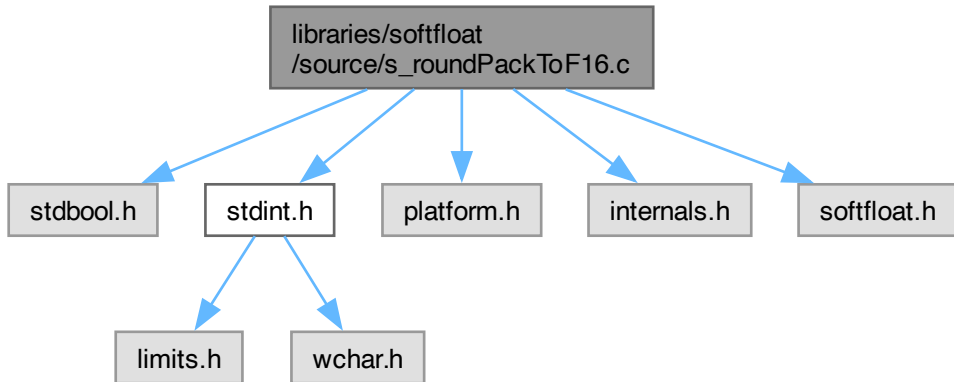 libraries/softfloat
/source/s_roundPackToF16.c
stdbool.h
stdint.h
platform.h
internals.h
softfloat.h
limits.h
wchar.h